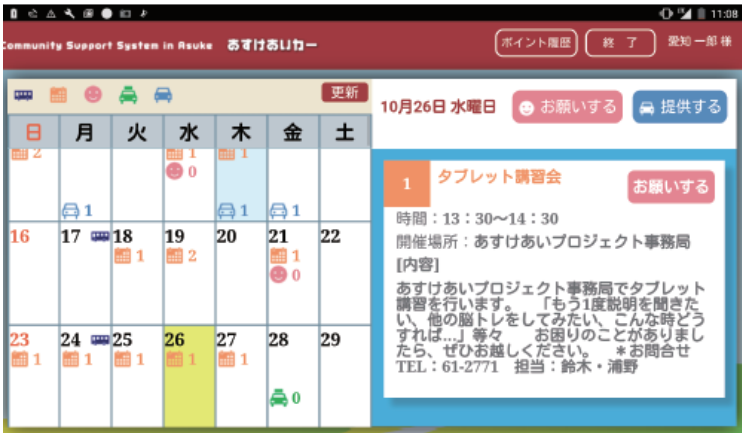 11:08
Community Support System in Asuke あすけあいねー
ポイント履歴
終 了
愛知 一郎 様
更新
日 月 火 水 木 金 土
2 1 1
0
1 1 1
16 17 18 19 20 21 22
1 2 1
0
23 24 25 26 27 28 29
1 1 1 1 1
0
10月26日 水曜日
お願いする
提供する
1
タブレット講習会
お願いする
時間：13：30～14：30
開催場所：あすけあいプロジェクト事務局
[内容]
あすけあいプロジェクト事務局でタブレット
講習を行います。 「もう1度説明を聞きた
い、他の脳トレをしてみたい、こんな時どう
すれば...」等々 お困りのことがありまし
たら、ぜひお越しください。 ＊お問合せ
TEL：61-2771 担当：鈴木・浦野